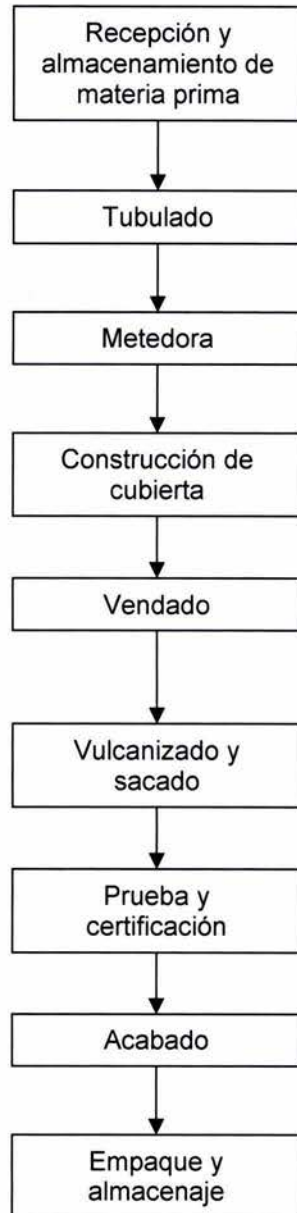 Recepción y
almacenamiento de
materia prima
Tubulado
Metedora
Construcción de
cubierta
Vendado
Vulcanizado y
sacado
Prueba y
certificación
Acabado
Empaque y
almacenaje